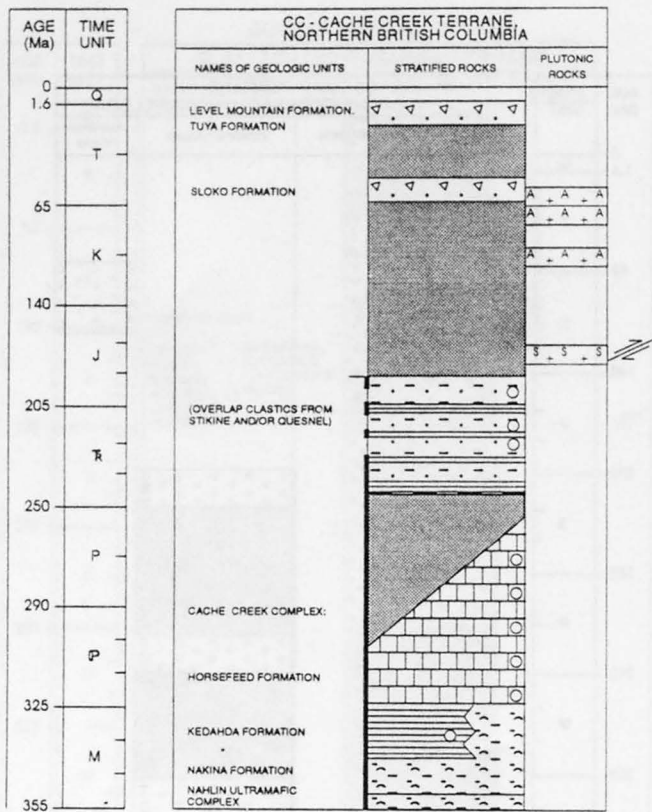 AGE
(Ma)
TIME
UNIT
CC - CACHE CREEK TERRANE,
NORTHERN BRITISH COLUMBIA
NAMES OF GEOLOGIC UNITS
STRATIFIED ROCKS
PLUTONIC
ROCKS
0
Q
1.6
LEVEL MOUNTAIN FORMATION,
TUYA FORMATION
T
SLOKO FORMATION
A A A
65
A A A
K
A A A
140
J
S S S
205
(OVERLAP CLASTICS FROM
STIKINE AND/OR QUESNEL)
TR
250
P
290
CACHE CREEK COMPLEX:
IP
HORSEFEED FORMATION
325
KEDAHDA FORMATION
M
NAKINA FORMATION
NAHLIN ULTRAMAFIC
COMPLEX
355